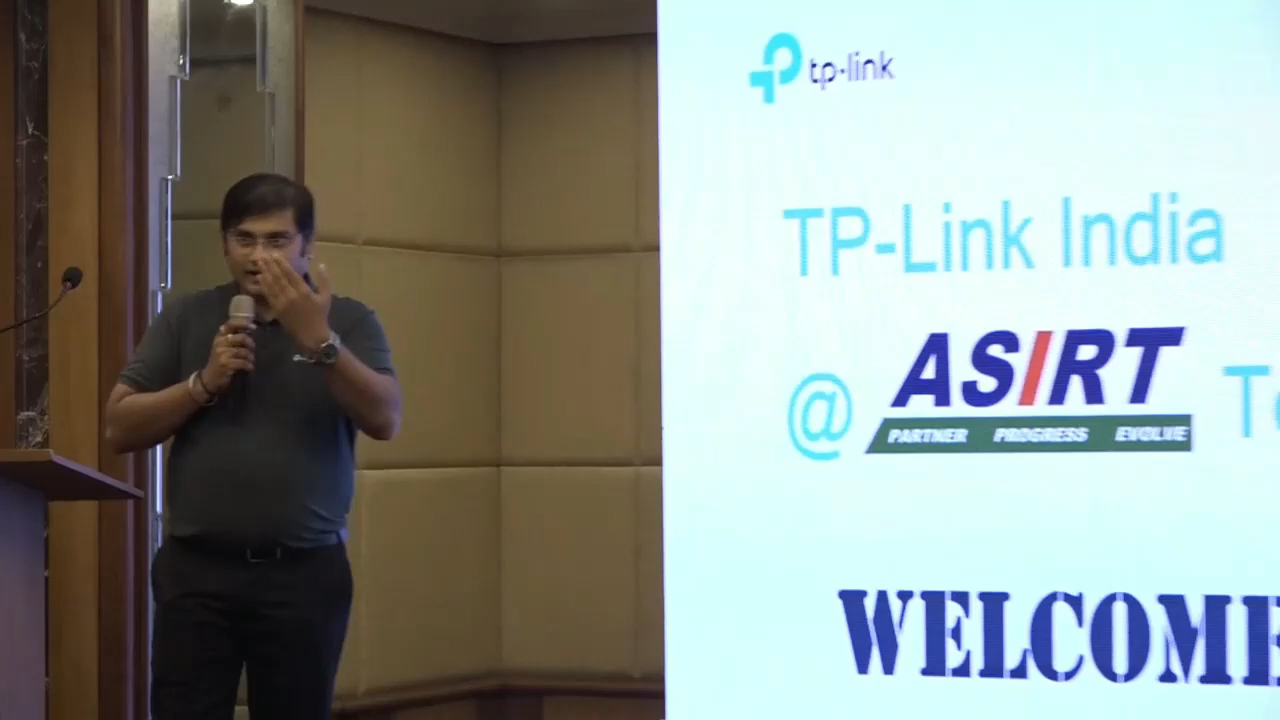 tp-link
TP-Link India
@ ASIRT
PARTNER PROGRESS EVOLVE
WELCOME